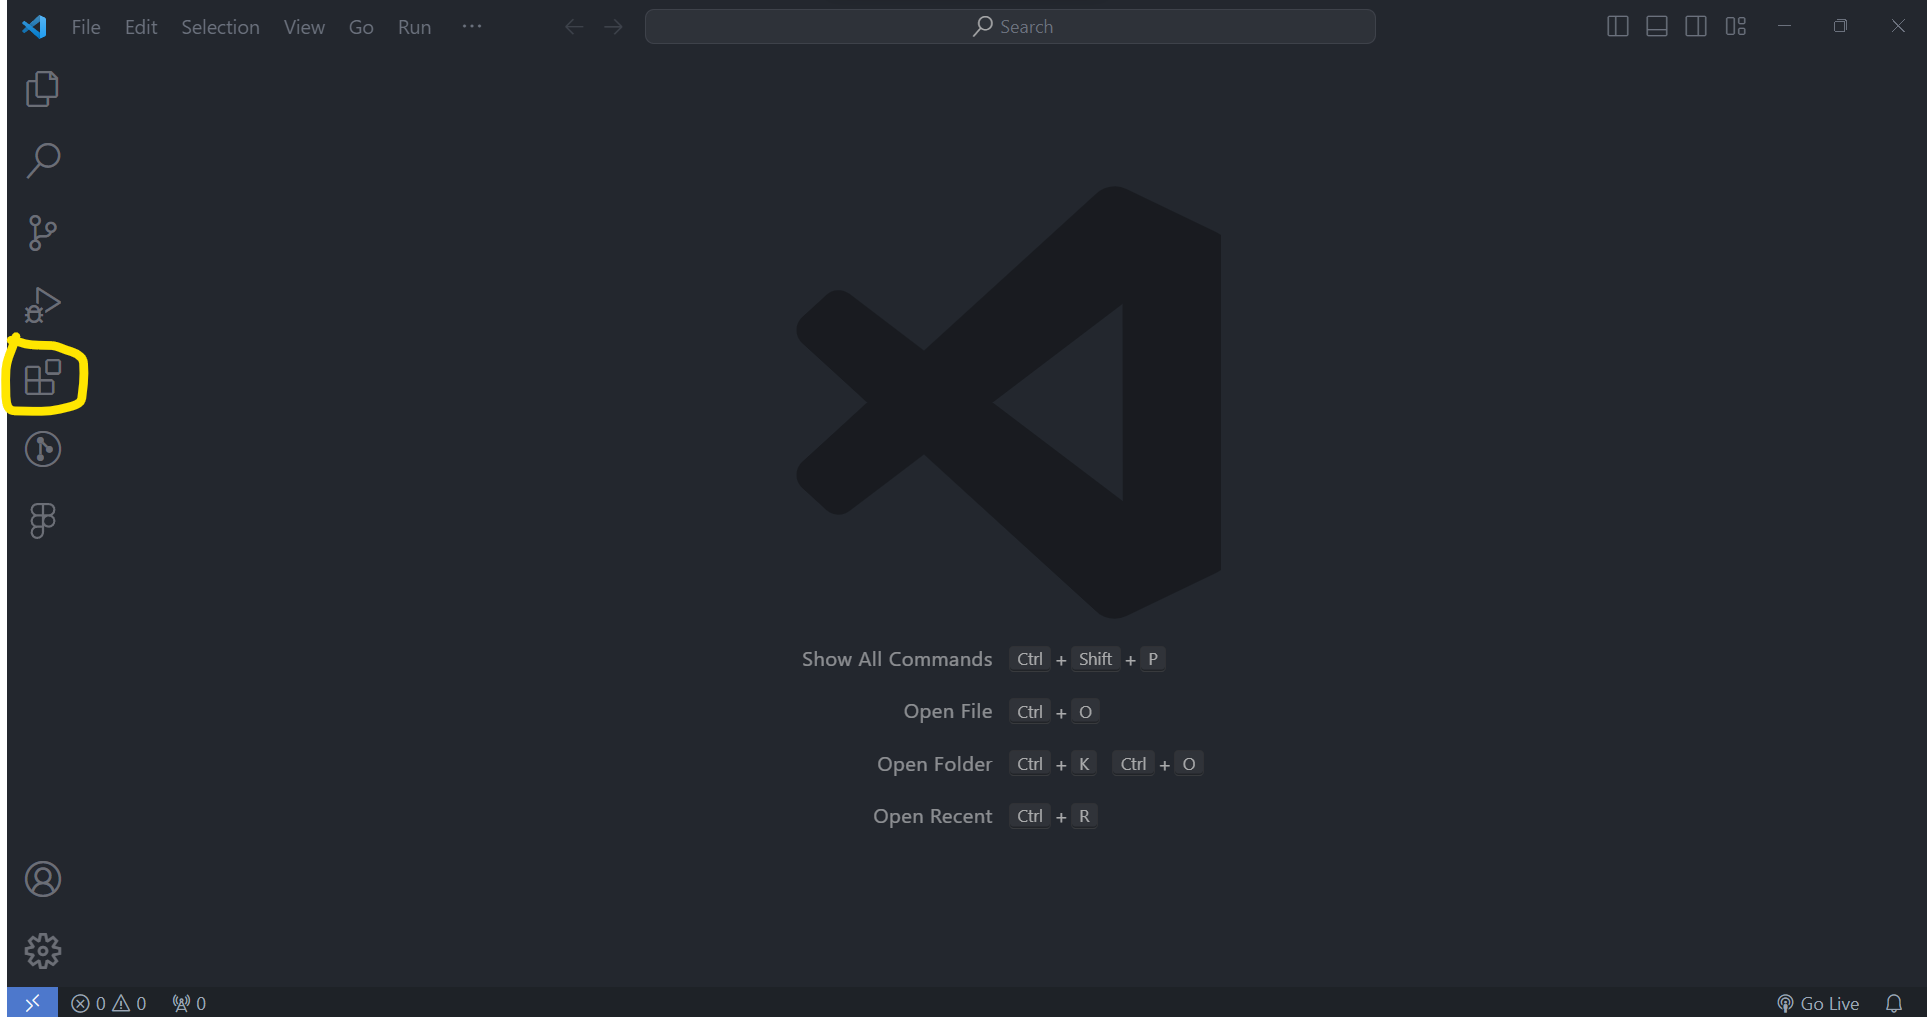 File Edit Selection View Go Run ···
Search
Show All Commands Ctrl + Shift + P
Open File Ctrl + O
Open Folder Ctrl + K Ctrl + O
Open Recent Ctrl + R
0 0 0
Go Live